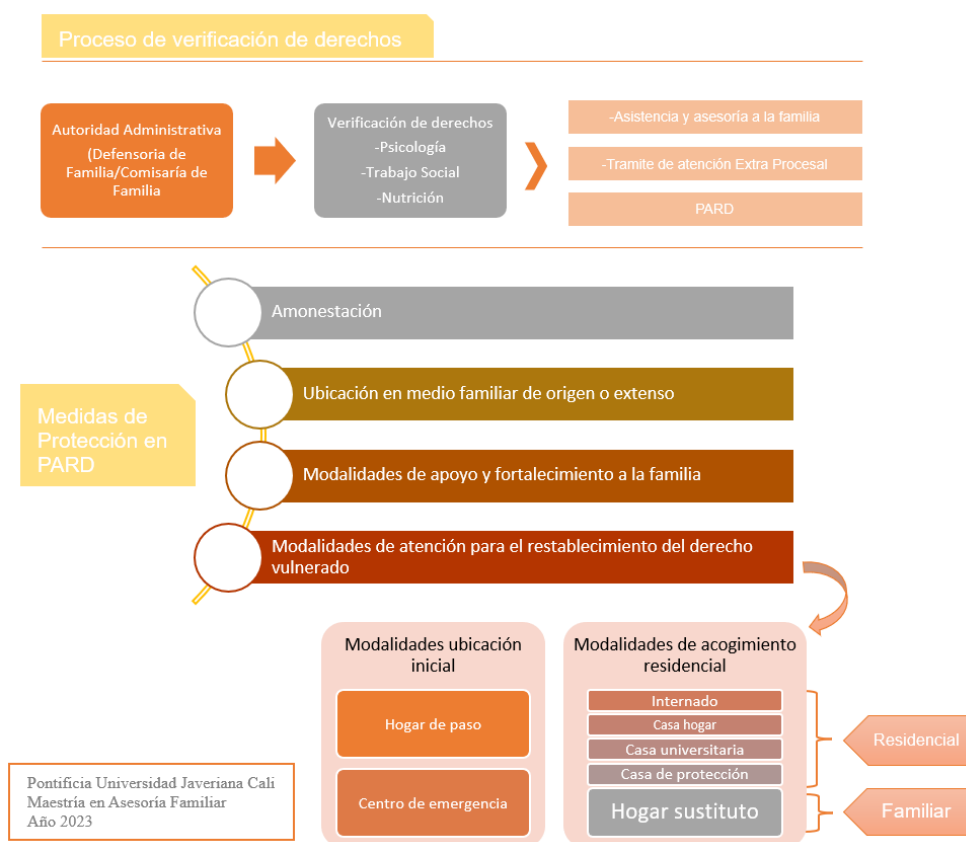 Proceso de verificación de derechos
Autoridad Administrativa
(Defensoria de
Familia/Comisaría de
Familia
Verificación de derechos
-Psicología
-Trabajo Social
-Nutrición
-Asistencia y asesoría a la familia
-Tramite de atención Extra Procesal
PARD
Medidas de
Protección en
PARD
Amonestación
Ubicación en medio familiar de origen o extenso
Modalidades de apoyo y fortalecimiento a la familia
Modalidades de atención para el restablecimiento del derecho
vulnerado
Modalidades ubicación
inicial
Hogar de paso
Centro de emergencia
Modalidades de acogimiento
residencial
Internado
Casa hogar
Casa universitaria
Casa de protección
Hogar sustituto
Residencial
Familiar
Pontificia Universidad Javeriana Cali
Maestría en Asesoría Familiar
Año 2023